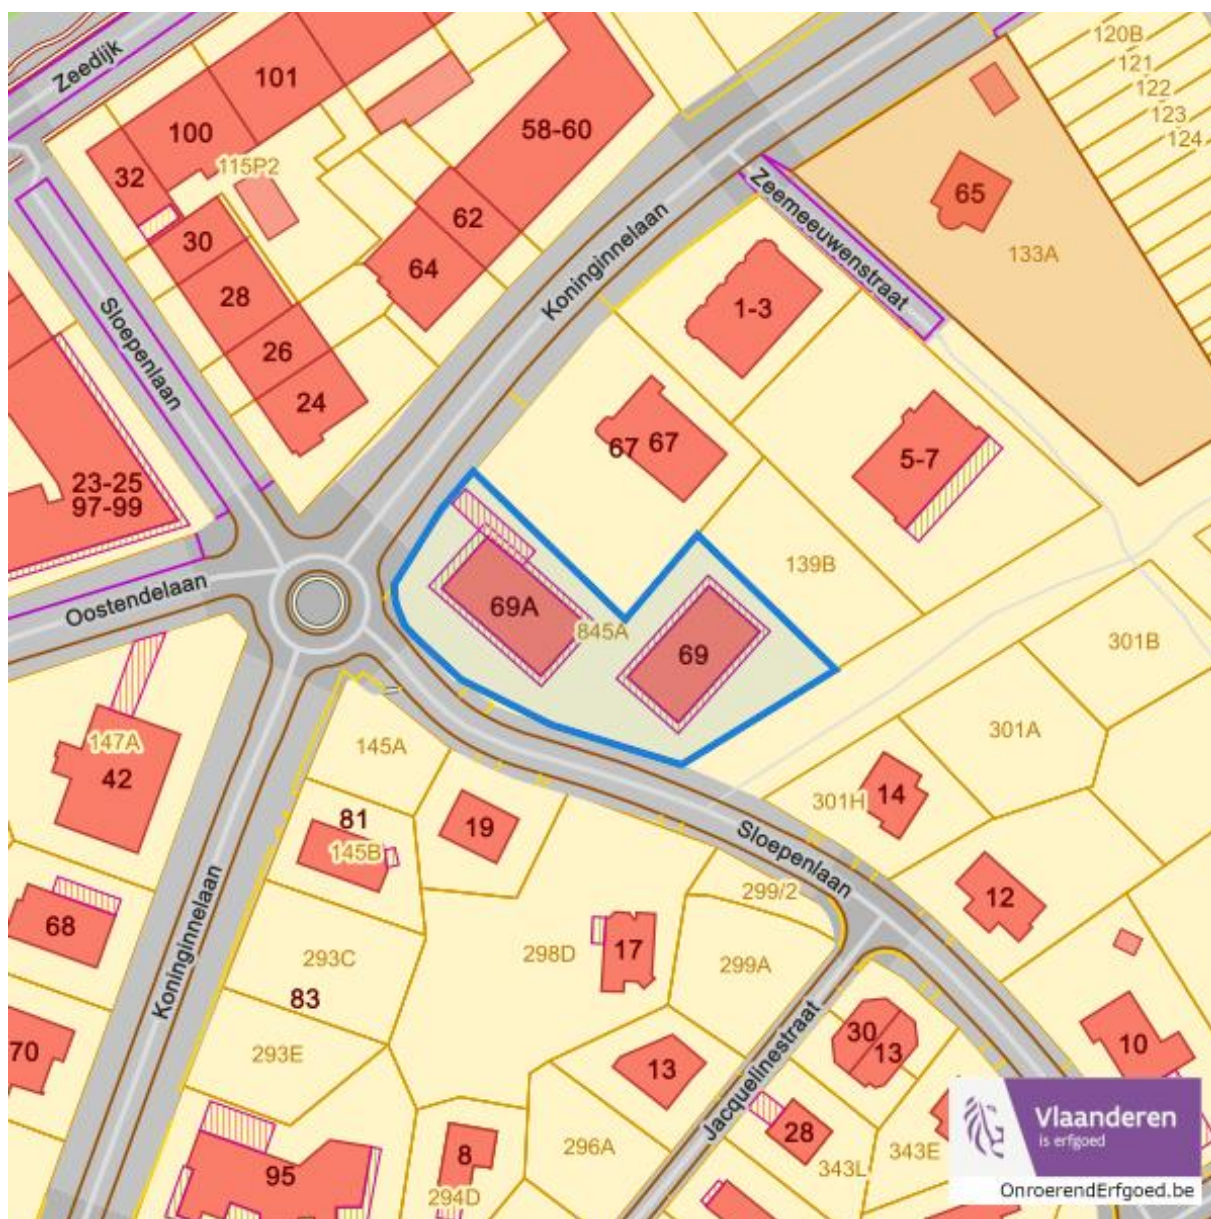 Zeedijk
101
100
58-60
32
115P2
62
30
64
28
26
24
Sloepenlaan
Koninginnelaan
120B
121
122
123
124
65
Zeemeeuwenstraat
133A
1-3
67
67
5-7
23-25
97-99
Oostendelaan
69A
845A
69
139B
301B
301A
147A
42
145A
81
145B
19
301H
14
Sloepenlaan
12
299/2
68
Koninginnelaan
293C
83
298D
17
299A
70
293E
13
Jacquelinestraat
30
13
10
95
8
294D
296A
28
343L
343E
Vlaanderen
is erfgoed
OnroerendErfgoed.be